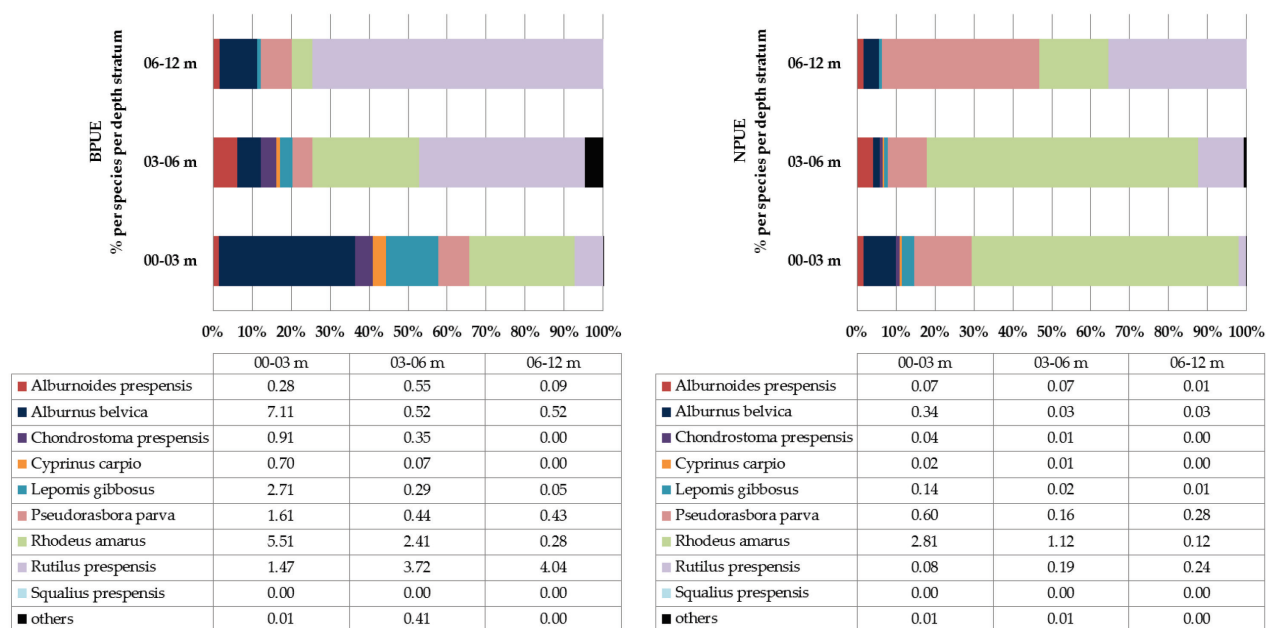 BPUE
% per species per depth stratum
06-12 m
03-06 m
00-03 m
0% 10% 20% 30% 40% 50% 60% 70% 80% 90% 100%
00-03 m 03-06 m 06-12 m
Alburnoides prespensis 0.28 0.55 0.09
Alburnus belvica 7.11 0.52 0.52
Chondrostoma prespensis 0.91 0.35 0.00
Cyprinus carpio 0.70 0.07 0.00
Lepomis gibbosus 2.71 0.29 0.05
Pseudorasbora parva 1.61 0.44 0.43
Rhodeus amarus 5.51 2.41 0.28
Rutilus prespensis 1.47 3.72 4.04
Squalius prespensis 0.00 0.00 0.00
others 0.01 0.41 0.00
NPUE
% per species per depth stratum
06-12 m
03-06 m
00-03 m
0% 10% 20% 30% 40% 50% 60% 70% 80% 90% 100%
00-03 m 03-06 m 06-12 m
Alburnoides prespensis 0.07 0.07 0.01
Alburnus belvica 0.34 0.03 0.03
Chondrostoma prespensis 0.04 0.01 0.00
Cyprinus carpio 0.02 0.01 0.00
Lepomis gibbosus 0.14 0.02 0.01
Pseudorasbora parva 0.60 0.16 0.28
Rhodeus amarus 2.81 1.12 0.12
Rutilus prespensis 0.08 0.19 0.24
Squalius prespensis 0.00 0.00 0.00
others 0.01 0.01 0.00